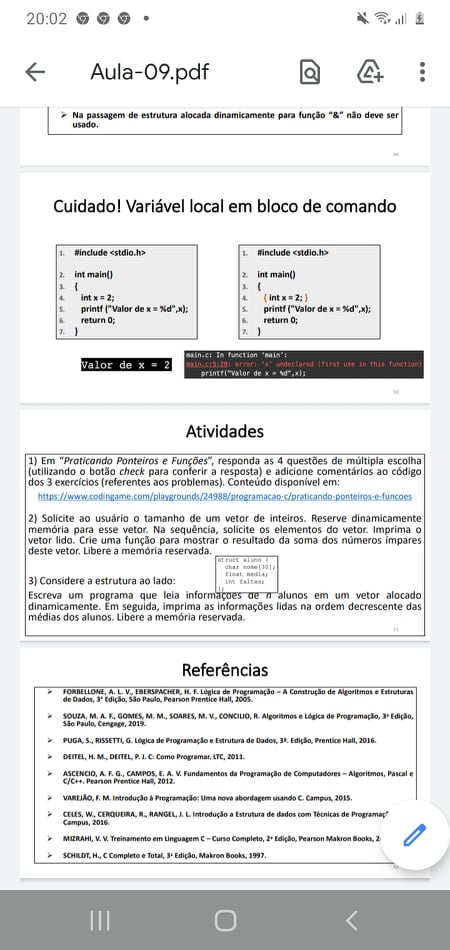 20:02
Aula-09.pdf
➢ Na passagem de estrutura alocada dinamicamente para função "&" não deve ser
usado.
49
Cuidado! Variável local em bloco de comando
1. #include <stdio.h>
2. int main()
3. {
4. int x = 2;
5. printf ("Valor de x = %d",x);
6. return 0;
7. }
Valor de x = 2
1. #include <stdio.h>
2. int main()
3. {
4. { int x = 2; }
5. printf ("Valor de x = %d",x);
6. return 0;
7. }
main.c: In function 'main':
main.c:5:29: error: 'x' undeclared (first use in this function)
printf("Valor de x = %d",x);
50
Atividades
1) Em "Praticando Ponteiros e Funções", responda as 4 questões de múltipla escolha
(utilizando o botão check para conferir a resposta) e adicione comentários ao código
dos 3 exercícios (referentes aos problemas). Conteúdo disponível em:
https://www.codingame.com/playgrounds/24988/programacao-c/praticando-ponteiros-e-funcoes
2) Solicite ao usuário o tamanho de um vetor de inteiros. Reserve dinamicamente
memória para esse vetor. Na sequência, solicite os elementos do vetor. Imprima o
vetor lido. Crie uma função para mostrar o resultado da soma dos números ímpares
deste vetor. Libere a memória reservada.
struct aluno {
char nome[30];
float media;
int faltas;
};
3) Considere a estrutura ao lado:
Escreva um programa que leia informações de n alunos em um vetor alocado
dinamicamente. Em seguida, imprima as informações lidas na ordem decrescente das
médias dos alunos. Libere a memória reservada.
51
Referências
➢ FORBELLONE, A. L. V., EBERSPACHER, H. F. Lógica de Programação – A Construção de Algoritmos e Estruturas
de Dados, 3ª Edição, São Paulo, Pearson Prentice Hall, 2005.
➢ SOUZA, M. A. F., GOMES, M. M., SOARES, M. V., CONCILIO, R. Algoritmos e Lógica de Programação, 3ª Edição,
São Paulo, Cengage, 2019.
➢ PUGA, S., RISSETTI, G. Lógica de Programação e Estrutura de Dados, 3ª. Edição, Prentice Hall, 2016.
➢ DEITEL, H. M., DEITEL, P. J. C: Como Programar. LTC, 2011.
➢ ASCENCIO, A. F. G., CAMPOS, E. A. V. Fundamentos da Programação de Computadores – Algoritmos, Pascal e
C/C++. Pearson Prentice Hall, 2012.
➢ VAREJÃO, F. M. Introdução à Programação: Uma nova abordagem usando C. Campus, 2015.
➢ CELES, W., CERQUEIRA, R., RANGEL, J. L. Introdução a Estrutura de dados com Técnicas de Programaç
Campus, 2016.
➢ MIZRAHI, V. V. Treinamento em Linguagem C – Curso Completo, 2ª Edição, Pearson Makron Books, 2
➢ SCHILDT, H., C Completo e Total, 3ª Edição, Makron Books, 1997.